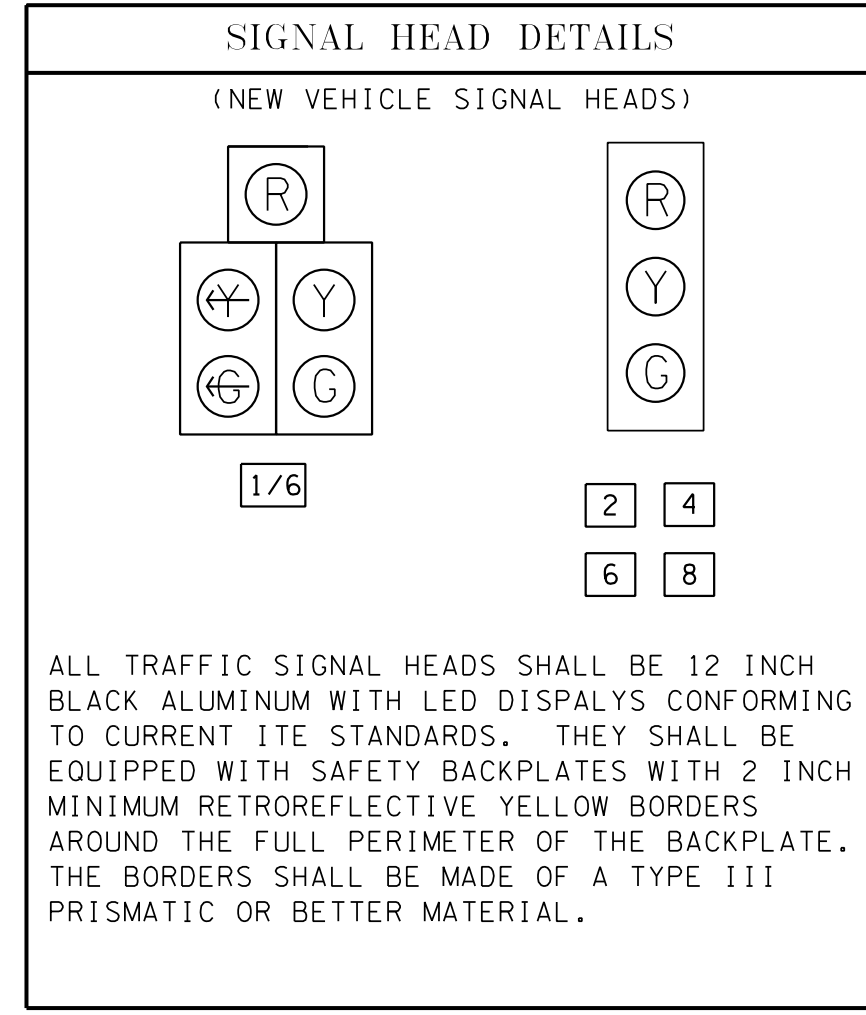 SIGNAL HEAD DETAILS
(NEW VEHICLE SIGNAL HEADS)
R
Y Y
G G
1/6
R
Y
G
2 4
6 8
ALL TRAFFIC SIGNAL HEADS SHALL BE 12 INCH
BLACK ALUMINUM WITH LED DISPALYS CONFORMING
TO CURRENT ITE STANDARDS. THEY SHALL BE
EQUIPPED WITH SAFETY BACKPLATES WITH 2 INCH
MINIMUM RETROREFLECTIVE YELLOW BORDERS
AROUND THE FULL PERIMETER OF THE BACKPLATE.
THE BORDERS SHALL BE MADE OF A TYPE III
PRISMATIC OR BETTER MATERIAL.